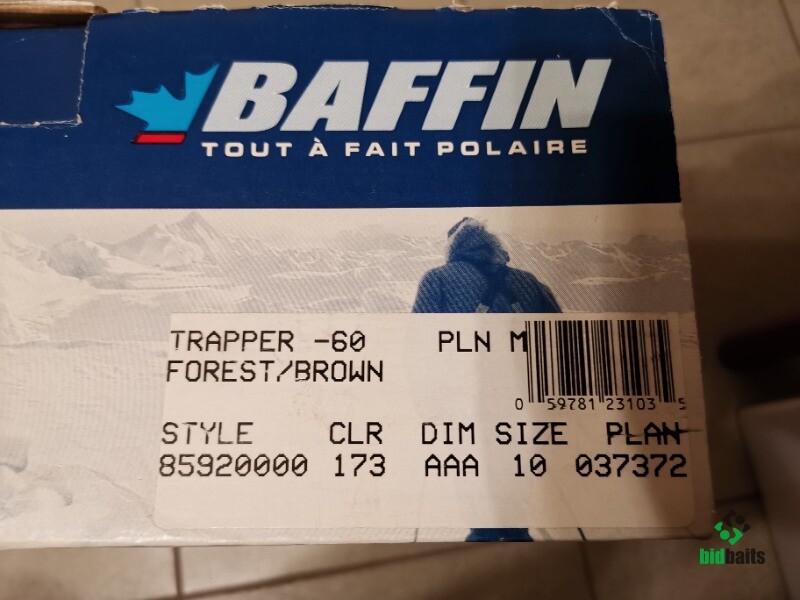 BAFFIN
TOUT À FAIT POLAIRE
TRAPPER -60 PLN M
FOREST/BROWN
0 59781 23103 5
STYLE CLR DIM SIZE PLAN
85920000 173 AAA 10 037372
bidbaits